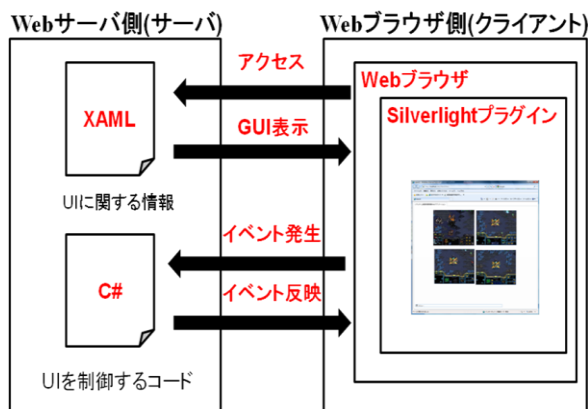 Webサーバ側(サーバ)
Webブラウザ側(クライアント)
アクセス
Webブラウザ
XAML
Silverlightプラグイン
GUI表示
UIに関する情報
イベント発生
C#
イベント反映
UIを制御するコード